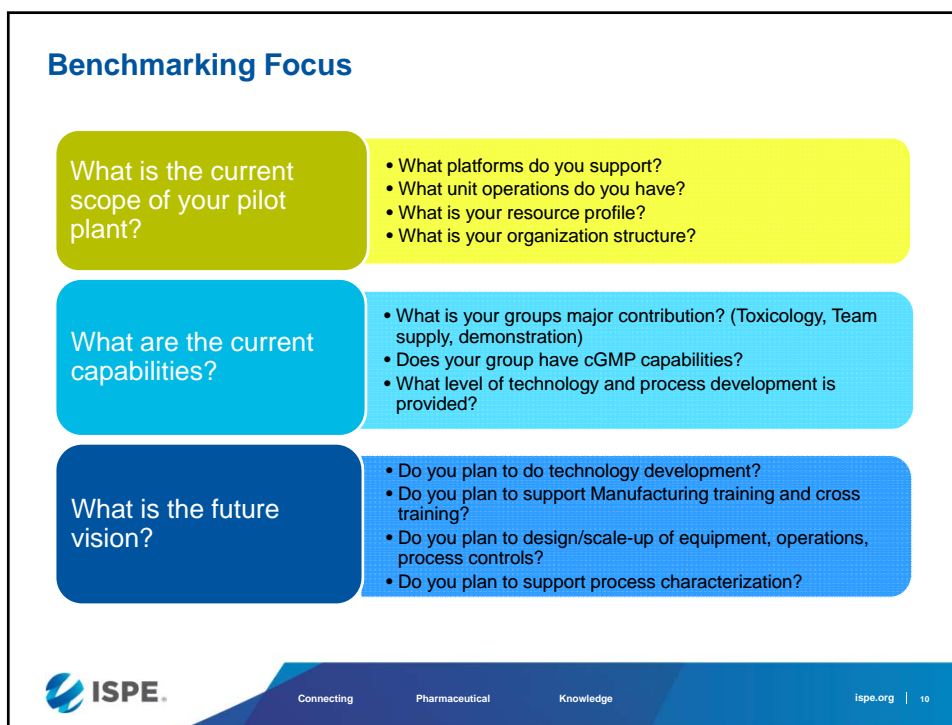 Benchmarking Focus
What is the current
scope of your pilot
plant?
• What platforms do you support?
• What unit operations do you have?
• What is your resource profile?
• What is your organization structure?
What are the current
capabilities?
• What is your groups major contribution? (Toxicology, Team
supply, demonstration)
• Does your group have cGMP capabilities?
• What level of technology and process development is
provided?
What is the future
vision?
• Do you plan to do technology development?
• Do you plan to support Manufacturing training and cross
training?
• Do you plan to design/scale-up of equipment, operations,
process controls?
• Do you plan to support process characterization?
ISPE.
Connecting Pharmaceutical Knowledge ispe.org | 10